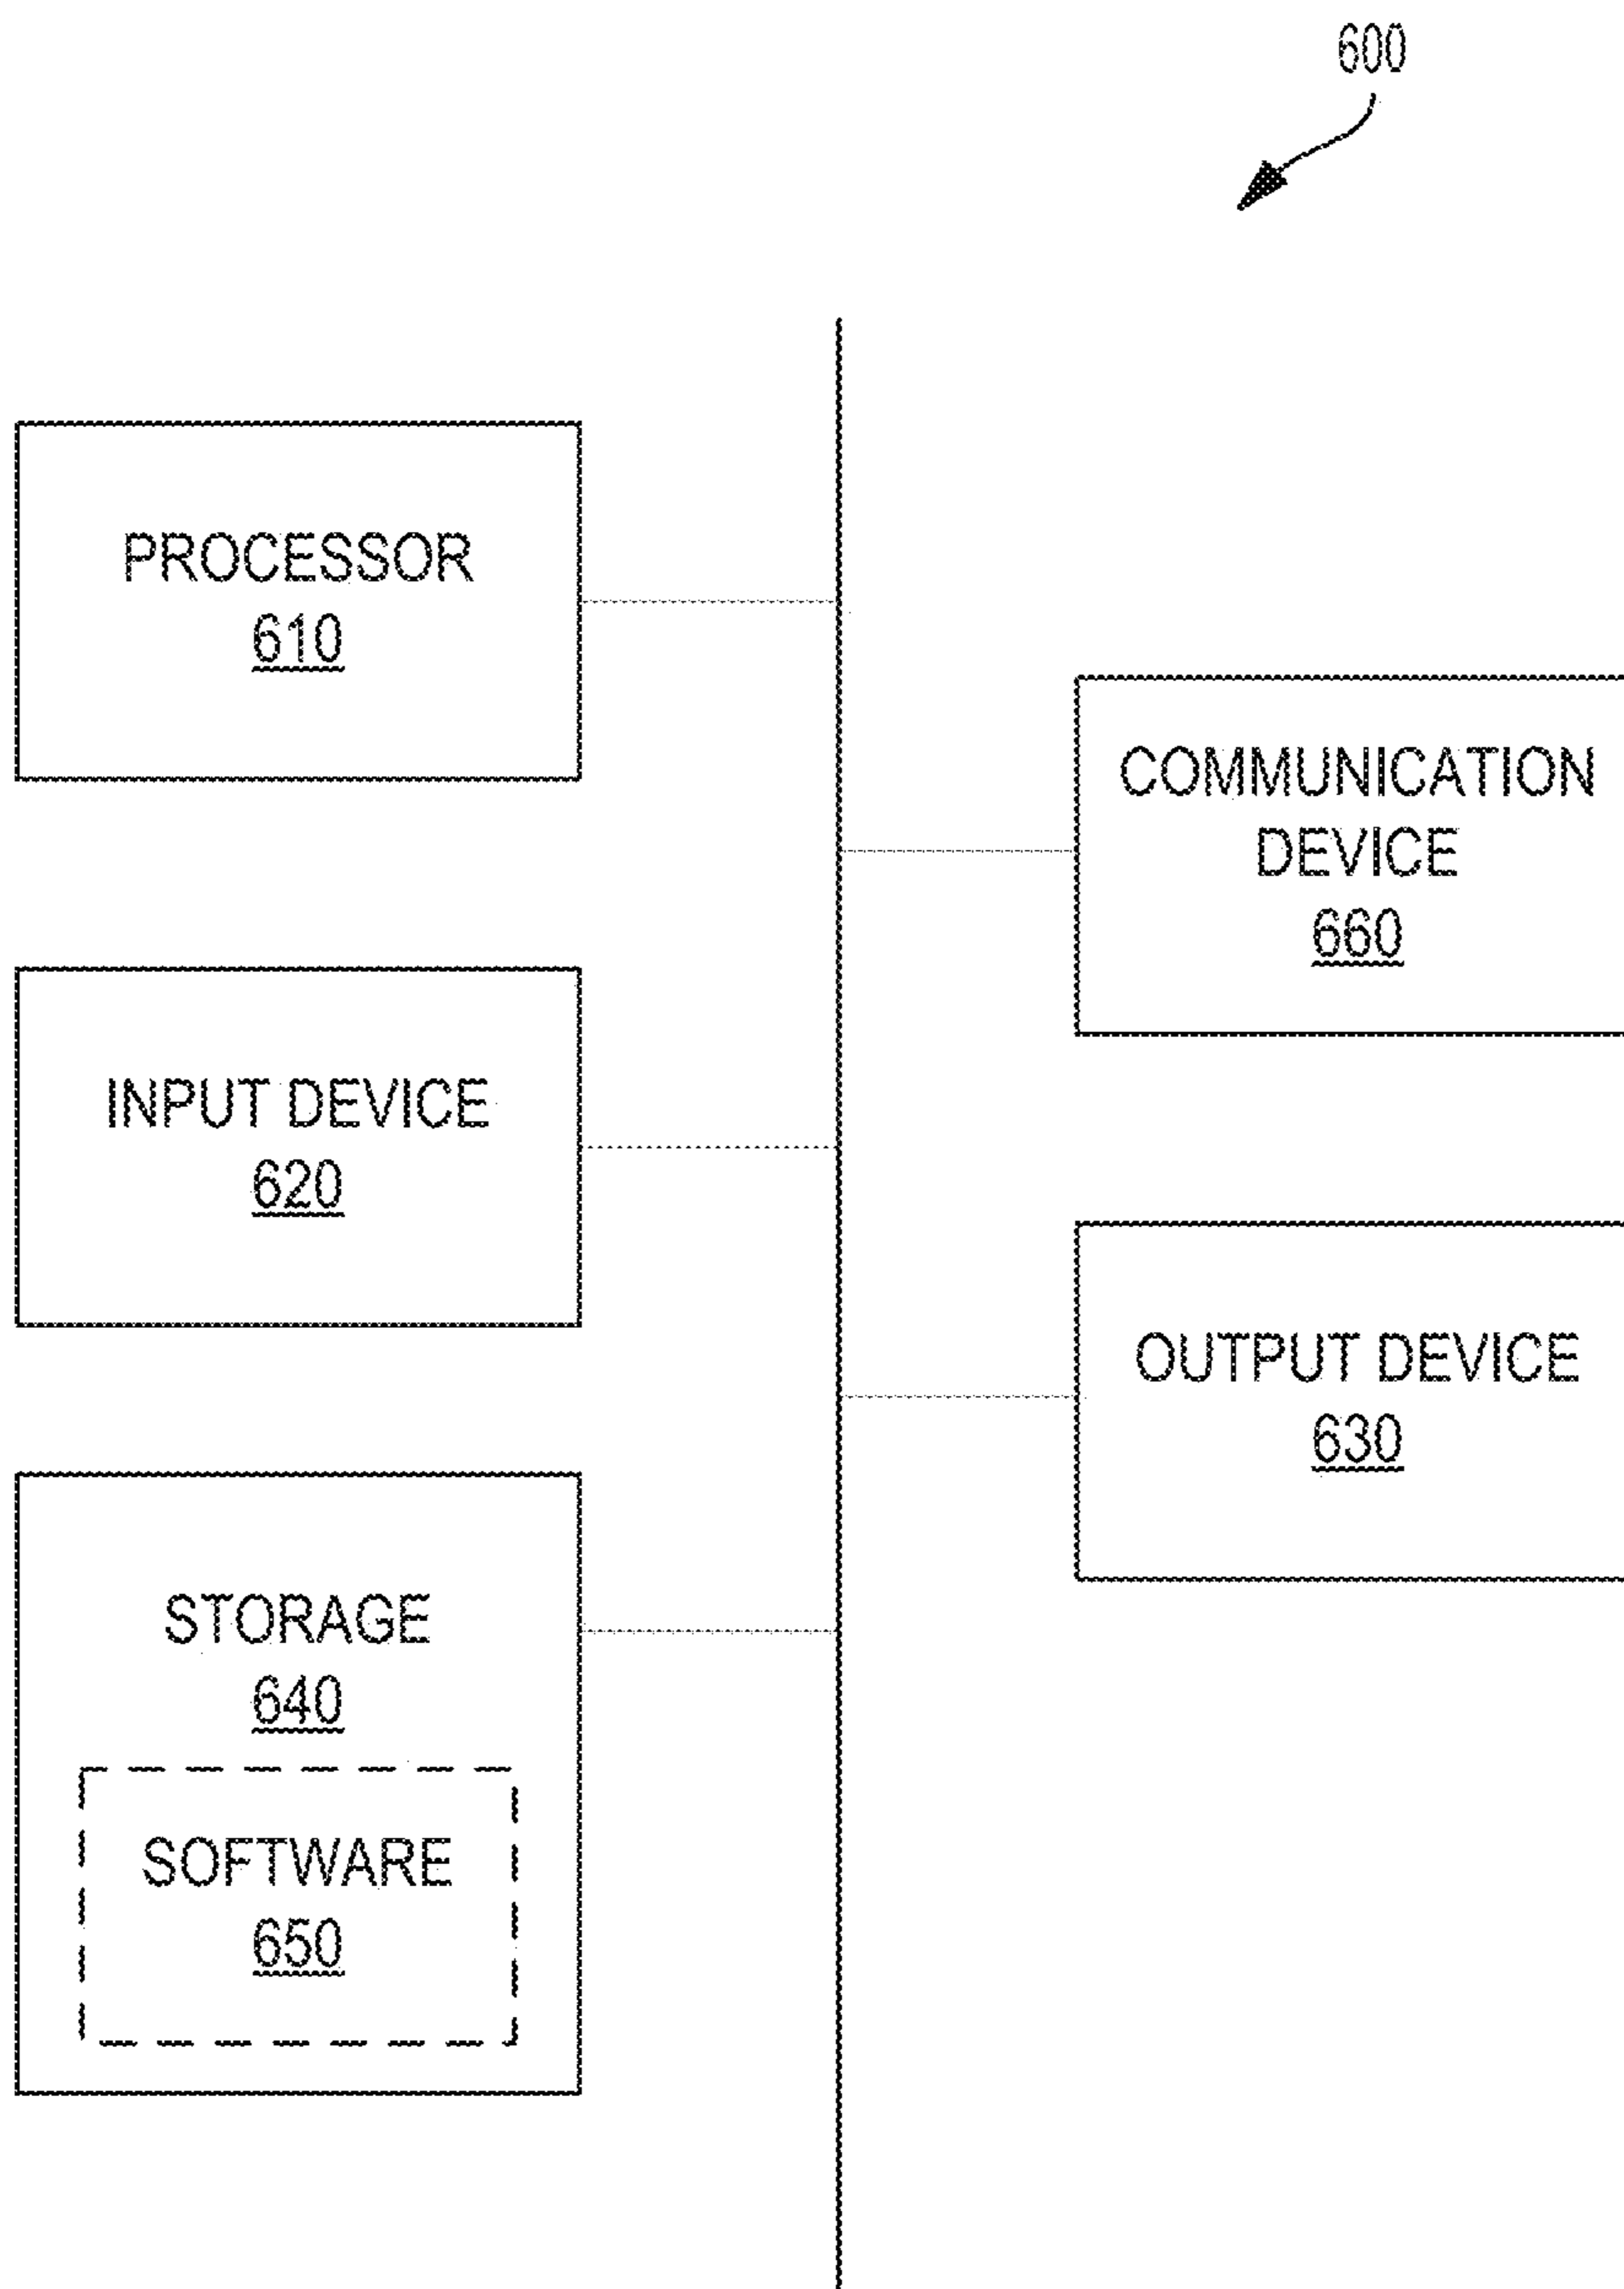 600
PROCESSOR
610
COMMUNICATION
DEVICE
660
INPUT DEVICE
620
OUTPUT DEVICE
630
STORAGE
640
SOFTWARE
650